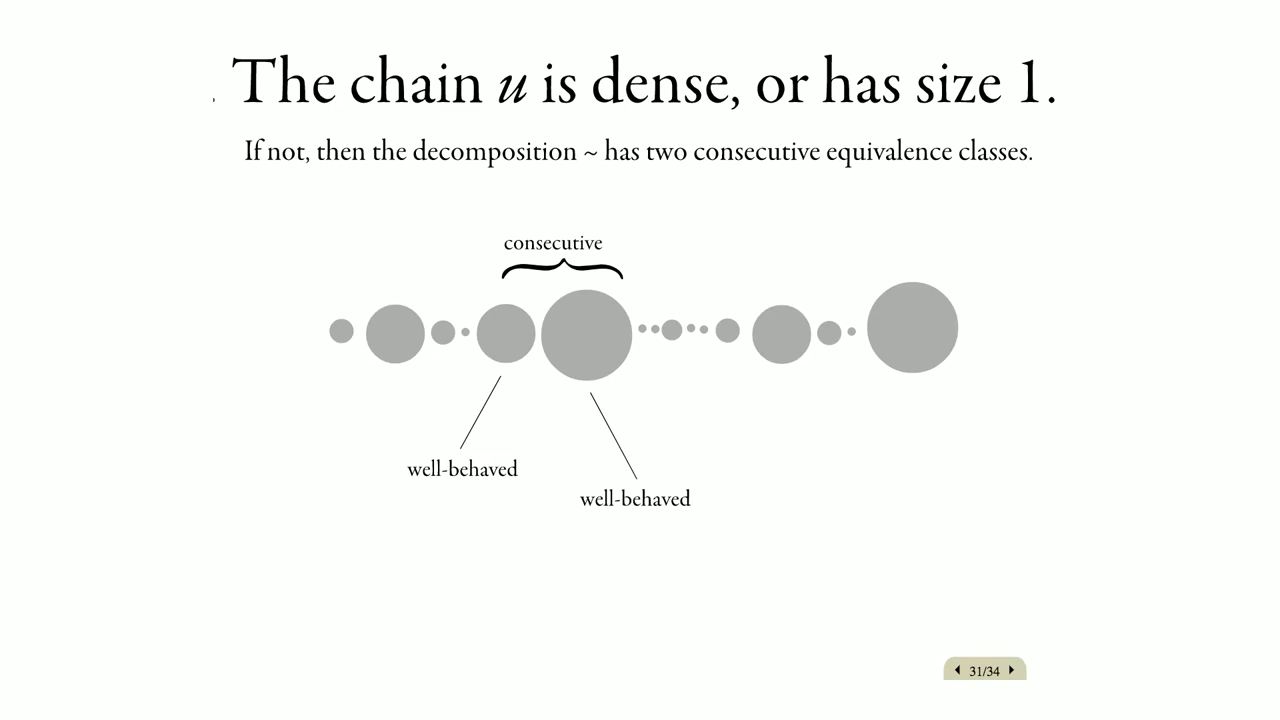 The chain u is dense, or has size 1.
If not, then the decomposition ~ has two consecutive equivalence classes.
consecutive
well-behaved
well-behaved
31/34